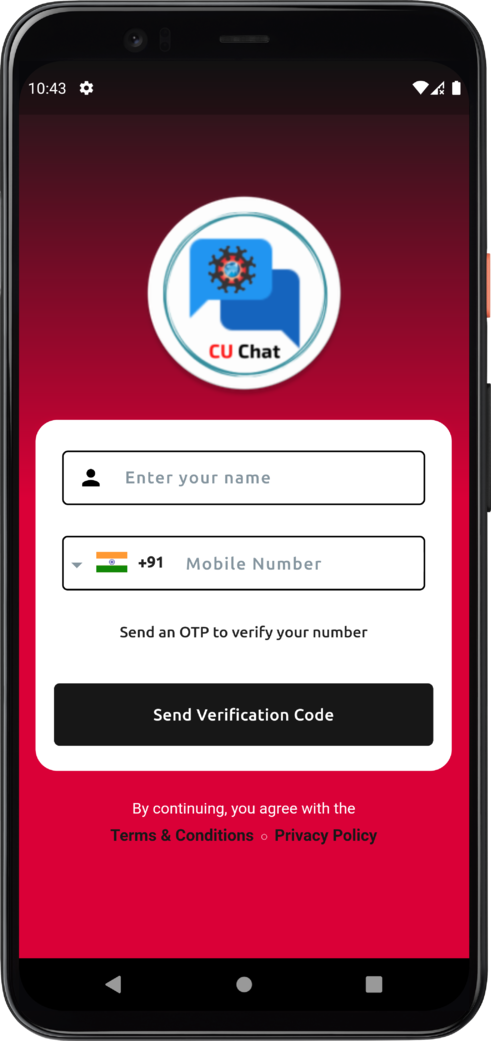 10:43
CU Chat
Enter your name
+91 Mobile Number
Send an OTP to verify your number
Send Verification Code
By continuing, you agree with the
Terms & Conditions ○ Privacy Policy